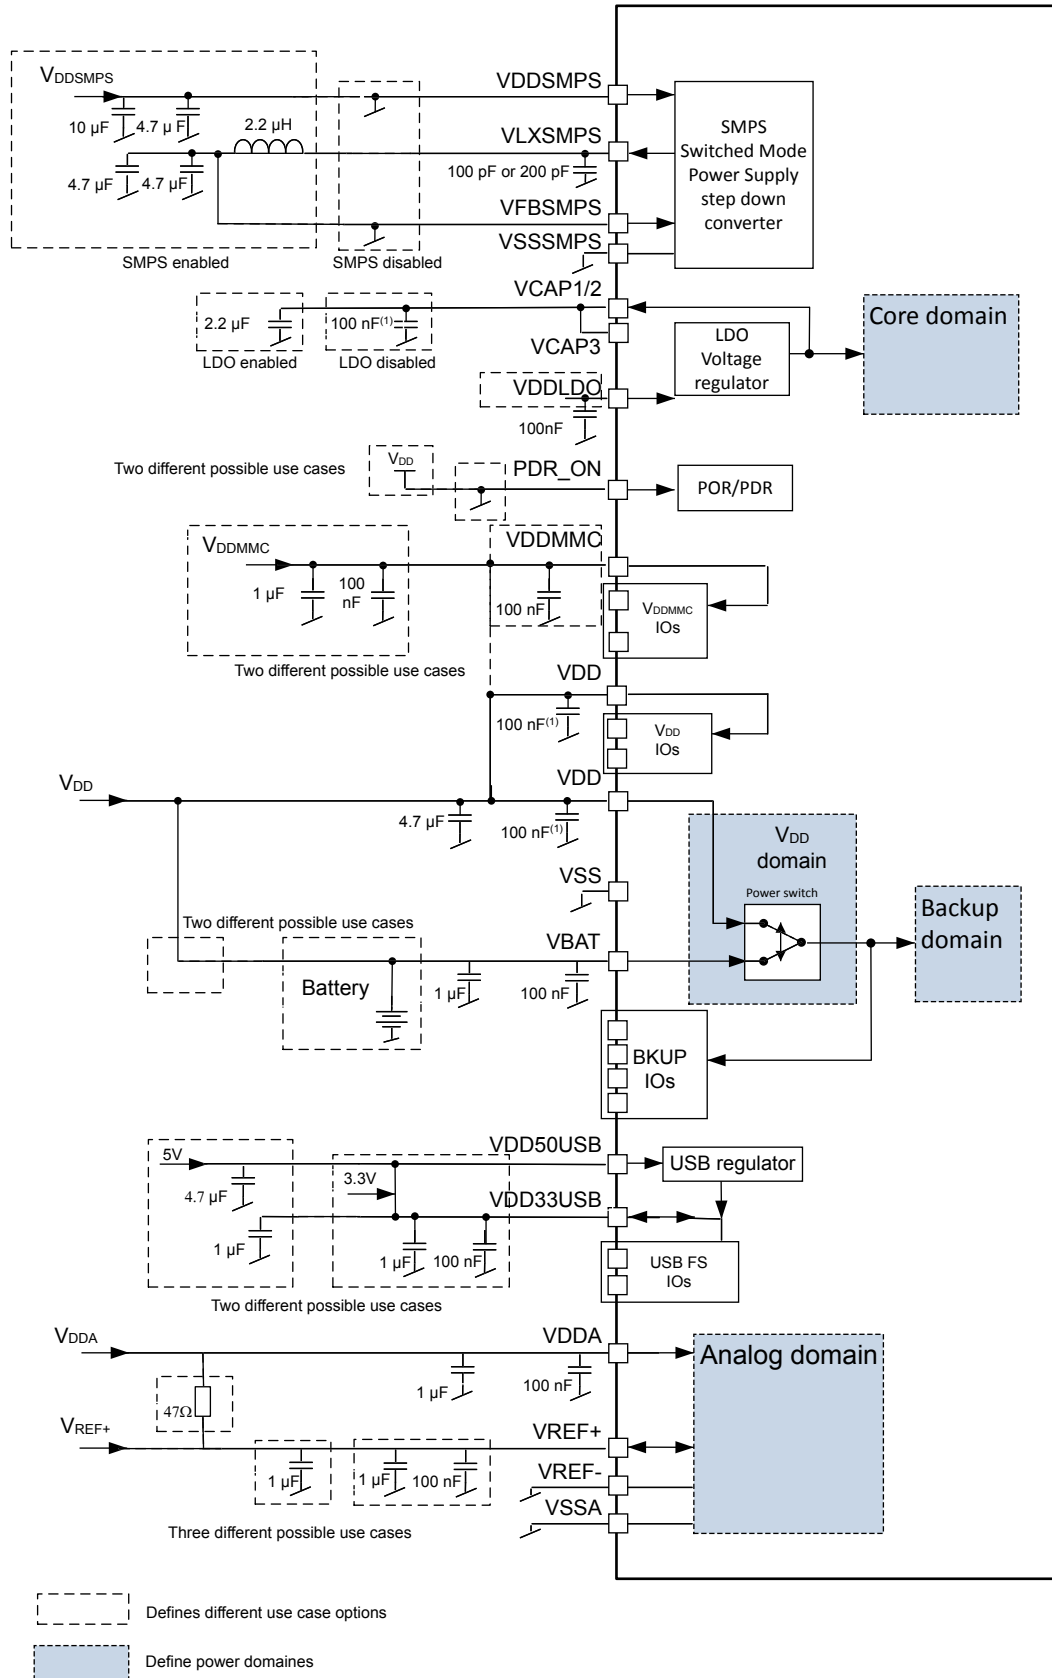 VDDSMPS
10 µF
4.7 µ F
2.2 µH
4.7 µF
4.7 µF
SMPS enabled
SMPS disabled
VDDSMPS
VLXSMPS
100 pF or 200 pF
VFBSMPS
VSSSMPS
SMPS
Switched Mode
Power Supply
step down
converter
VCAP1/2
2.2 µF
100 nF(1)
LDO enabled
LDO disabled
VCAP3
VDDLDO
100nF
LDO
Voltage
regulator
Core domain
Two different possible use cases
VDD
PDR_ON
POR/PDR
VDDMMC
1 µF
100
nF
VDDMMC
100 nF
VDDMMC
IOs
Two different possible use cases
VDD
100 nF(1)
VDD
IOs
VDD
VDD
4.7 µF
100 nF(1)
VSS
VDD
domain
Power switch
Backup
domain
Two different possible use cases
Battery
VBAT
1 µF
100 nF
BKUP
IOs
5V
4.7 µF
1 µF
3.3V
1 µF
100 nF
VDD50USB
VDD33USB
USB regulator
USB FS
IOs
Two different possible use cases
VDDA
VDDA
1 µF
100 nF
Analog domain
47Ω
VREF+
VREF+
1 µF
1 µF
100 nF
VREF-
VSSA
Three different possible use cases
Defines different use case options
Define power domaines